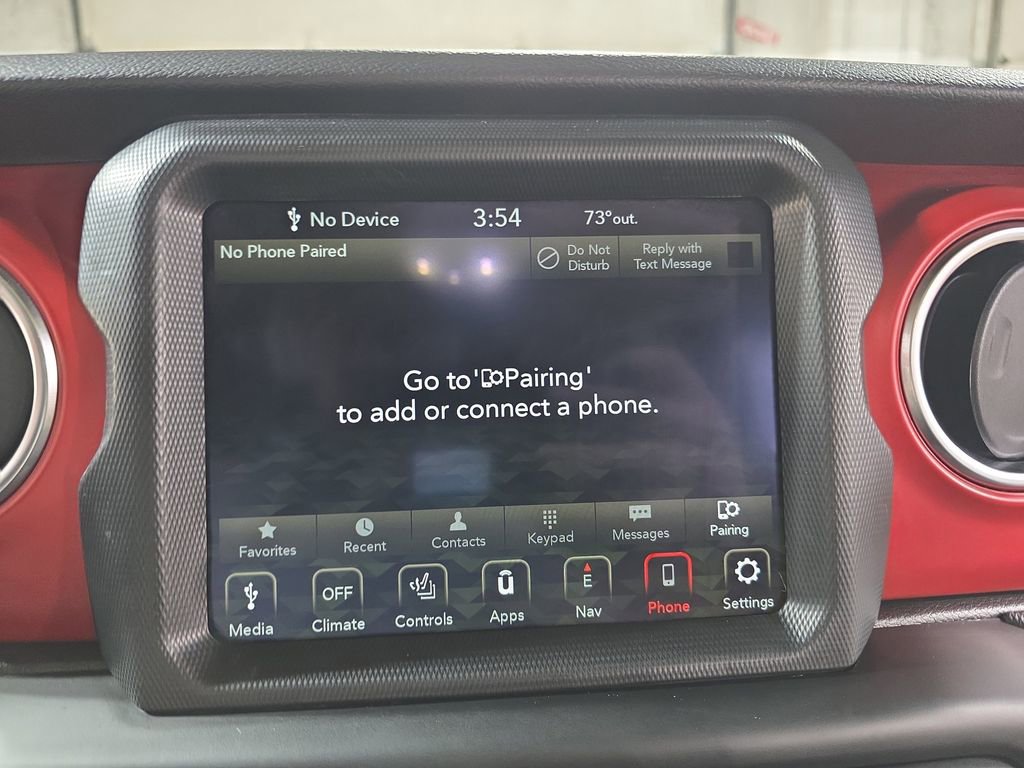 No Device 3:54 73°out.
No Phone Paired
Do Not
Disturb
Reply with
Text Message
Go to 'Pairing'
to add or connect a phone.
Favorites Recent Contacts Keypad Messages Pairing
OFF ū E
Media Climate Controls Apps Nav Phone Settings